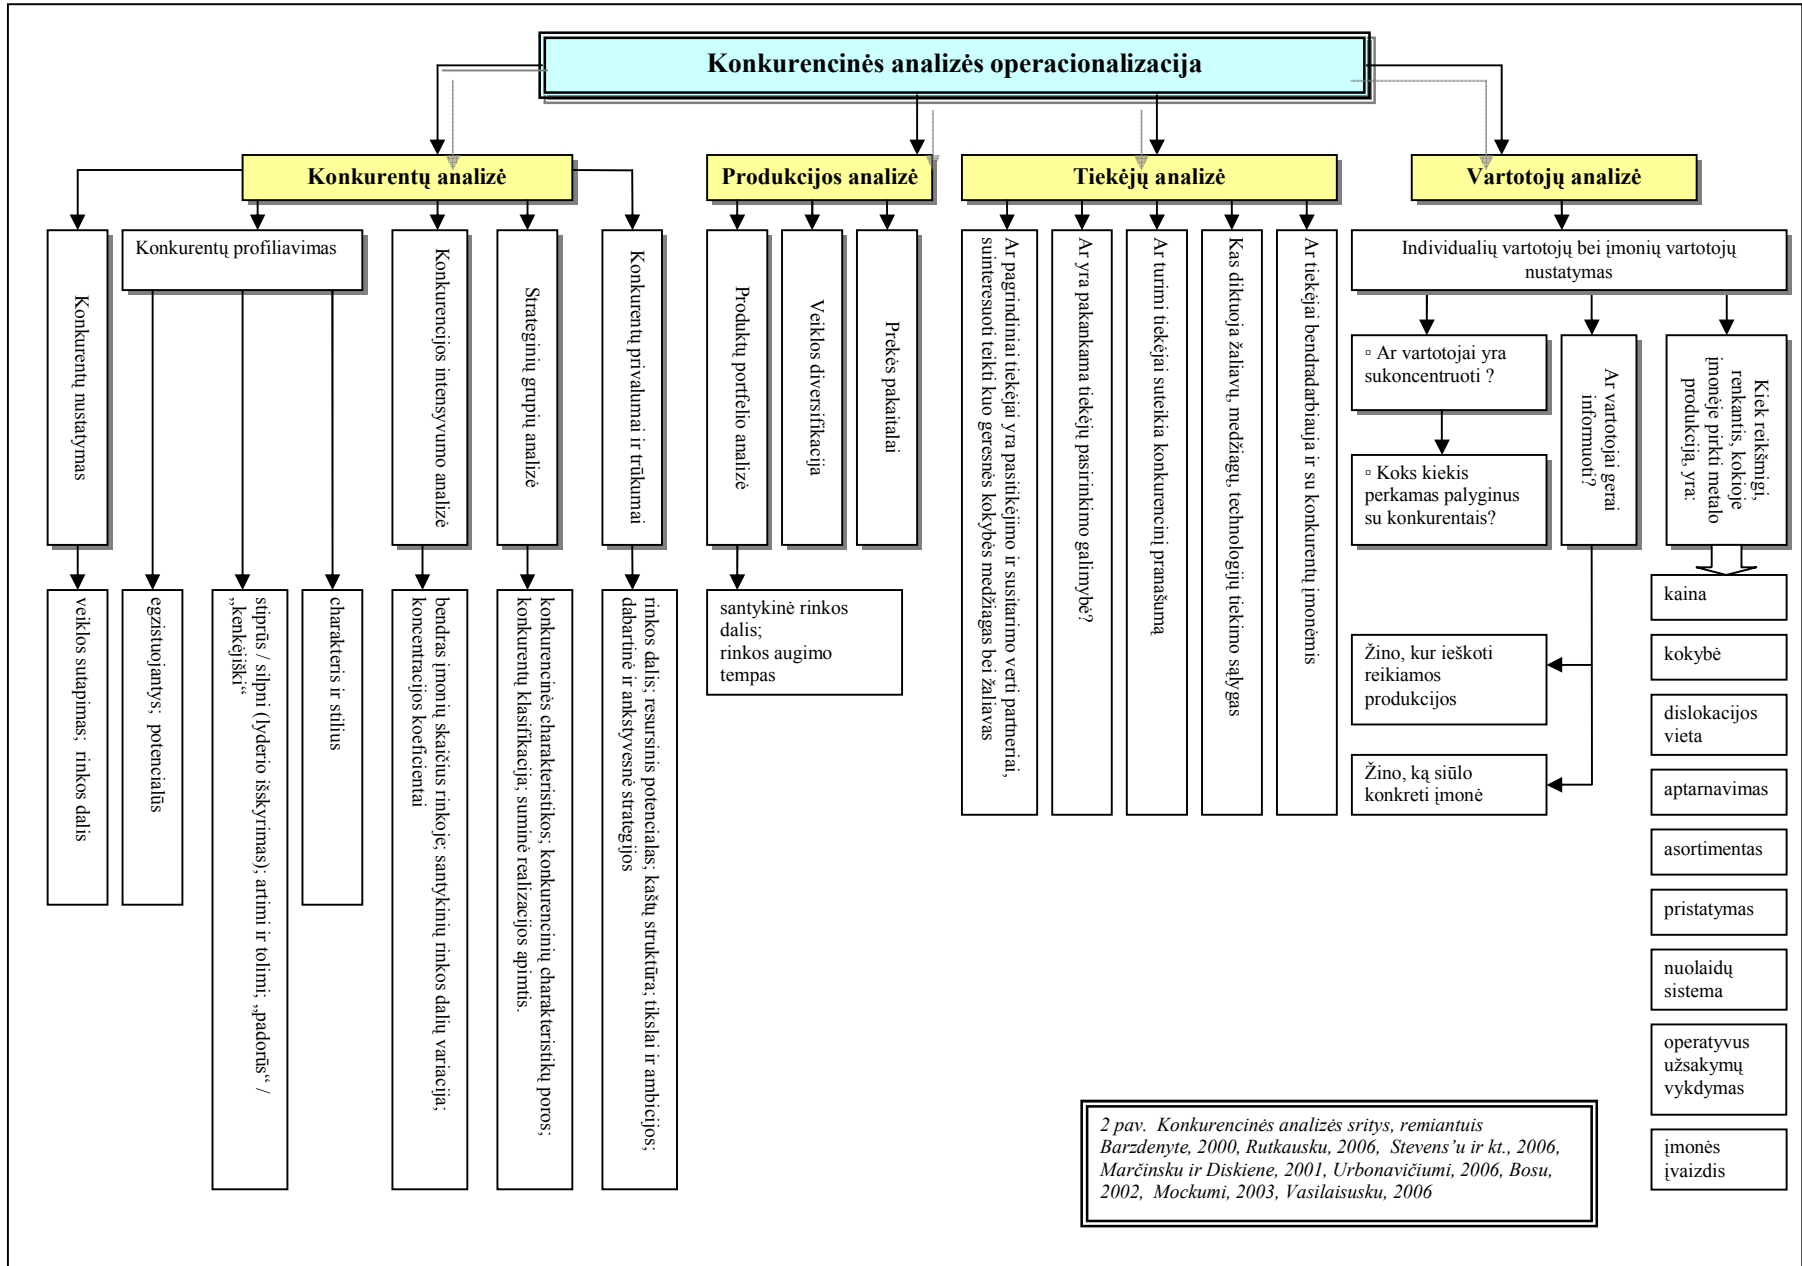 Konkurencinės analizės operacionalizacija
Konkurentų analizė
Produkcijos analizė
Tiekėjų analizė
Vartotojų analizė
Konkurentų nustatymas
Konkurentų profiliavimas
Konkurencijos intensyvumo analizė
Strateginių grupių analizė
Konkurentų privalumai ir trūkumai
Produktų portfelio analizė
Veiklos diversifikacija
Prekės pakaitalai
Ar pagrindiniai tiekėjai yra pasitikėjimo ir susitarimo verti partneriai,
suinteresuoti teikti kuo geresnės kokybės medžiagas bei žaliavas
Ar yra pakankama tiekėjų pasirinkimo galimybė?
Ar turimi tiekėjai suteikia konkurencinį pranašumą
Kas diktuoja žaliavų, medžiagų, technologijų tiekimo sąlygas
Ar tiekėjai bendradarbiauja ir su konkurentų įmonėmis
Individualių vartotojų bei įmonių vartotojų
nustatymas
▫ Ar vartotojai yra
sukoncentruoti ?
▫ Koks kiekis
perkamas palyginus
su konkurentais?
Ar vartotojai gerai
informuoti?
Kiek reikšmigi,
renkantis, kokioje
įmonėje pirkti metalo
produkciją, yra:
veiklos sutapimas; rinkos dalis
egzistuojantys; potencialūs
stiprūs / silpni (lyderio išskyrimas); artimi ir tolimi; „padorūs“ /
„kenkėjiški“
charakteris ir stilius
bendras įmonių skaičius rinkoje; santykinių rinkos dalių variacija;
koncentracijos koeficientai
konkurencinės charakteristikos; konkurencinių charakteristikų poros;
konkurentų klasifikacija; suminė realizacijos apimtis.
rinkos dalis; resursinis potencialas; kaštų struktūra; tikslai ir ambicijos;
dabartinė ir ankstyvesnė strategijos
santykinė rinkos
dalis;
rinkos augimo
tempas
Žino, kur ieškoti
reikiamos
produkcijos
Žino, ką siūlo
konkreti įmonė
kaina
kokybė
dislokacijos
vieta
aptarnavimas
asortimentas
pristatymas
nuolaidų
sistema
operatyvus
užsakymų
vykdymas
įmonės
įvaizdis
2 pav. Konkurencinės analizės sritys, remiantuis
Barzdenyte, 2000, Rutkausku, 2006, Stevens’u ir kt., 2006,
Marčinsku ir Diskiene, 2001, Urbonavičiumi, 2006, Bosu,
2002, Mockumi, 2003, Vasilaisusku, 2006